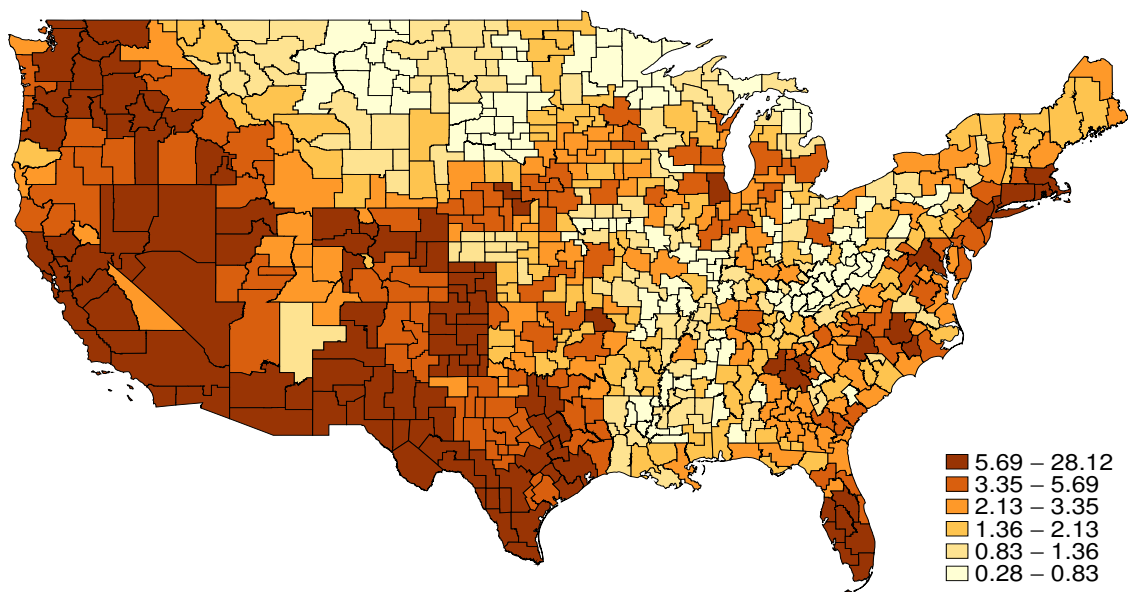 5.69 – 28.12
3.35 – 5.69
2.13 – 3.35
1.36 – 2.13
0.83 – 1.36
0.28 – 0.83